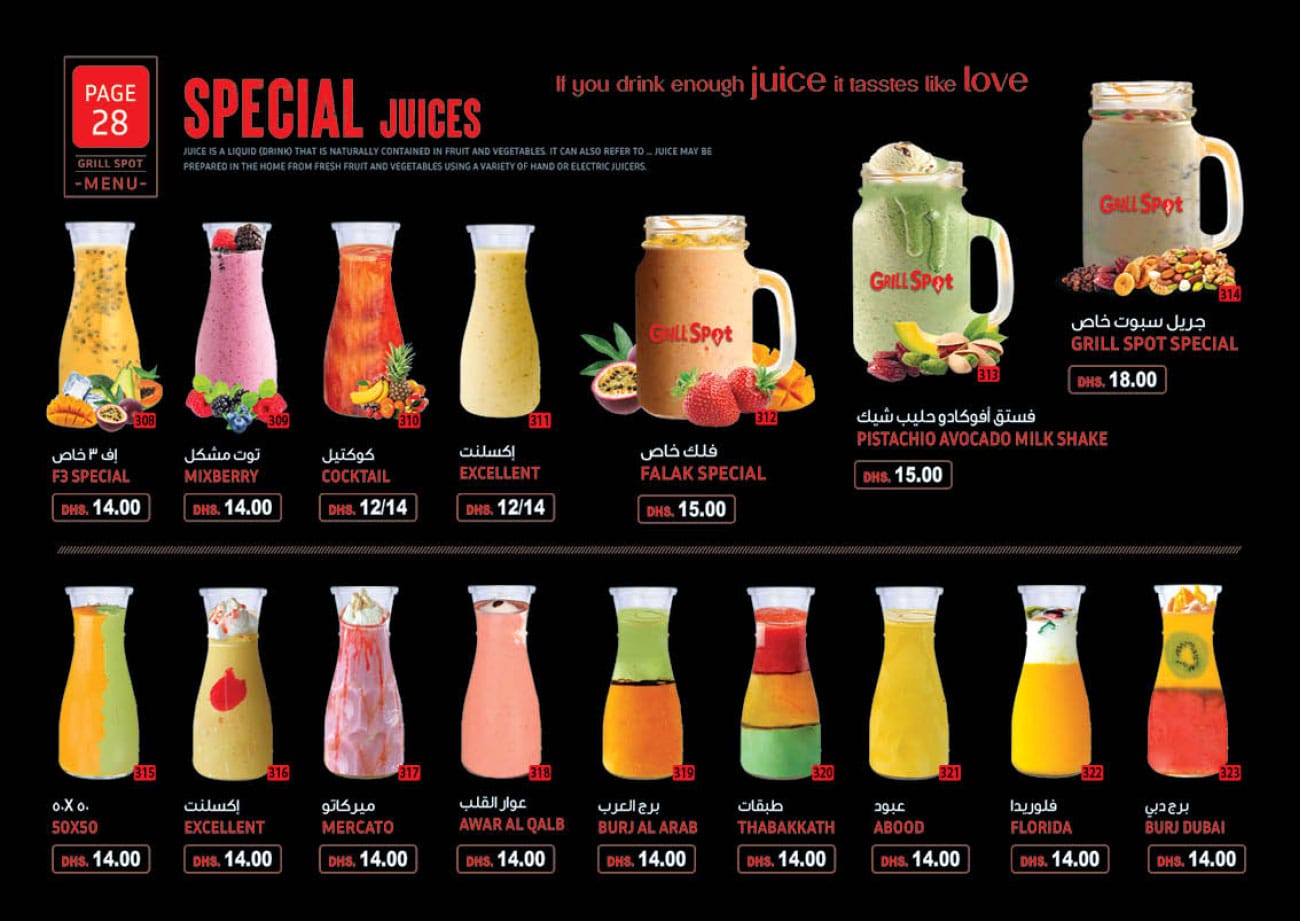 PAGE
28
GRILL SPOT
-MENU-
SPECIAL JUICES
If you drink enough juice it tasstes like love
JUICE IS A LIQUID (DRINK) THAT IS NATURALLY CONTAINED IN FRUIT AND VEGETABLES. IT CAN ALSO REFER TO ... JUICE MAY BE
PREPARED IN THE HOME FROM FRESH FRUIT AND VEGETABLES USING A VARIETY OF HAND OR ELECTRIC JUICERS.
308
إف ٣ خاص
F3 SPECIAL
DHS. 14.00
309
توت مشكل
MIXBERRY
DHS. 14.00
310
كوكتيل
COCKTAIL
DHS. 12/14
311
إكسلنت
EXCELLENT
DHS. 12/14
GRILL SPOT
312
فلك خاص
FALAK SPECIAL
DHS. 15.00
GRILL SPOT
313
فستق أفوكادو حليب شيك
PISTACHIO AVOCADO MILK SHAKE
DHS. 15.00
GRILL SPOT
314
جريل سبوت خاص
GRILL SPOT SPECIAL
DHS. 18.00
315
٥٠X٥٠
50X50
DHS. 14.00
316
إكسلنت
EXCELLENT
DHS. 14.00
317
ميركاتو
MERCATO
DHS. 14.00
318
عوار القلب
AWAR AL QALB
DHS. 14.00
319
برج العرب
BURJ AL ARAB
DHS. 14.00
320
طبقات
THABAKKATH
DHS. 14.00
321
عبود
ABOOD
DHS. 14.00
322
فلوريدا
FLORIDA
DHS. 14.00
323
برج دبي
BURJ DUBAI
DHS. 14.00